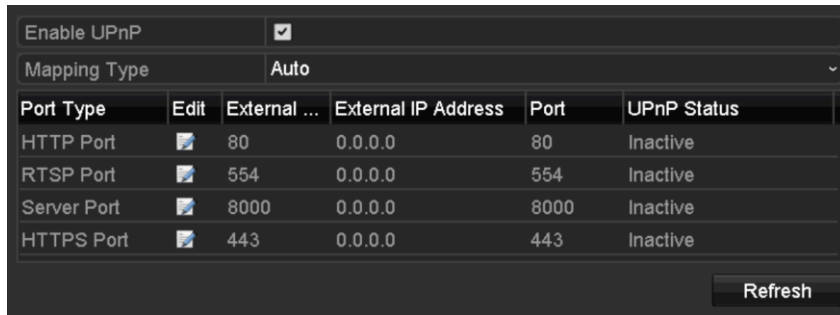 Enable UPnP
Mapping Type Auto
Port Type Edit External ... External IP Address Port UPnP Status
HTTP Port 80 0.0.0.0 80 Inactive
RTSP Port 554 0.0.0.0 554 Inactive
Server Port 8000 0.0.0.0 8000 Inactive
HTTPS Port 443 0.0.0.0 443 Inactive
Refresh